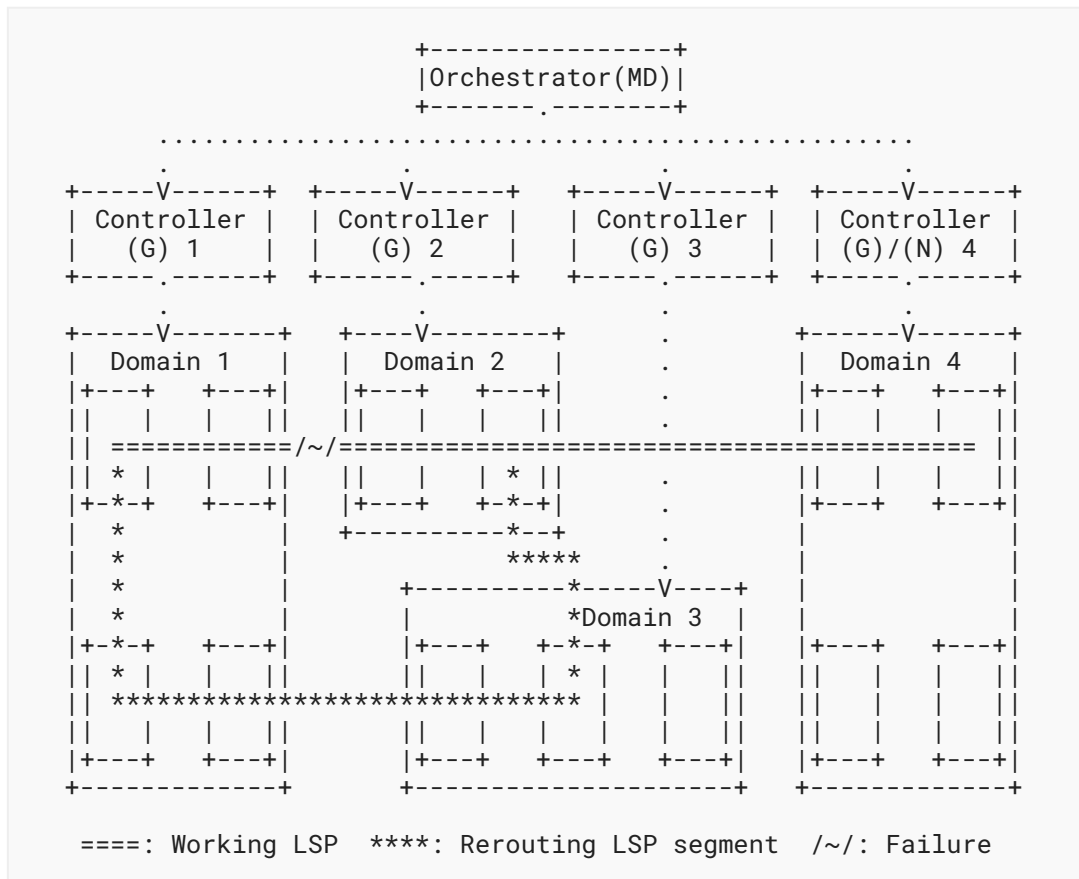 +----------------+
                       |Orchestrator(MD)|
                       +-------.--------+
      ..................................................
      .               .                .               .
+-----V------+  +-----V------+   +-----V------+  +-----V------+
| Controller |  | Controller |   | Controller |  | Controller |
|   (G) 1    |  |   (G) 2    |   |   (G) 3    |  | (G)/(N) 4  |
+-----.------+  +------.-----+   +-----.------+  +-----.------+
      .                .               .               .
+-----V-------+   +----V--------+      .        +------V------+
|  Domain 1   |   |  Domain 2   |      .        |  Domain 4   |
|+---+   +---+|   |+---+   +---+|      .        |+---+   +---+|
||   |   |   ||   ||   |   |   ||      .        ||   |   |   ||
|| ============/~/========================================== ||
|| * |   |   ||   ||   |   | * ||      .        ||   |   |   ||
|+-*-+   +---+|   |+---+   +-*-+|      .        |+---+   +---+|
|  *          |   +----------*--+      .        |             |
|  *          |              *****     .        |             |
|  *          |       +----------*-----V----+   |             |
|  *          |       |          *Domain 3  |   |             |
|+-*-+   +---+|       |+---+   +-*-+   +---+|   |+---+   +---+|
|| * |   |   ||       ||   |   | * |   |   ||   ||   |   |   ||
|| ******************************* |   |   ||   ||   |   |   ||
||   |   |   ||       ||   |   |   |   |   ||   ||   |   |   ||
|+---+   +---+|       |+---+   +---+   +---+|   |+---+   +---+|
+-------------+       +---------------------+   +-------------+

 ====: Working LSP  ****: Rerouting LSP segment  /~/: Failure